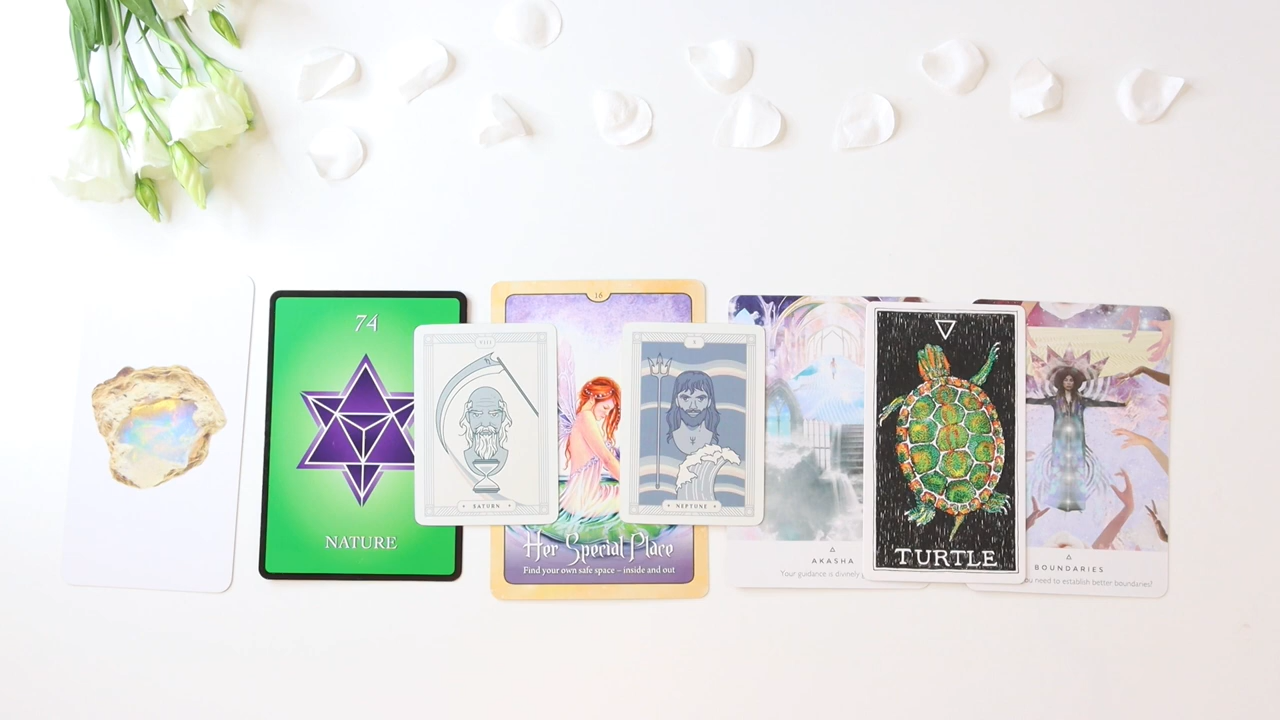 74
NATURE
VIII
SATURN
16
Her Special Place
Find your own safe space – inside and out
X
NEPTUNE
AKASHA
Your guidance is divinely
TURTLE
BOUNDARIES
you need to establish better boundaries!